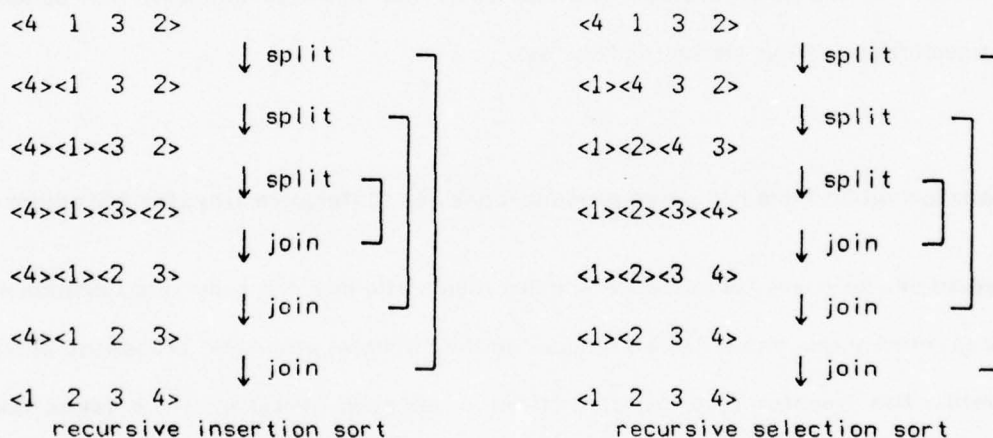 <4 1 3 2>
split
<4><1 3 2>
split
<4><1><3 2>
split
<4><1><3><2>
join
<4><1><2 3>
join
<4><1 2 3>
join
<1 2 3 4>
recursive insertion sort
<4 1 3 2>
split
<1><4 3 2>
split
<1><2><4 3>
split
<1><2><3><4>
join
<1><2><3 4>
join
<1><2 3 4>
join
<1 2 3 4>
recursive selection sort